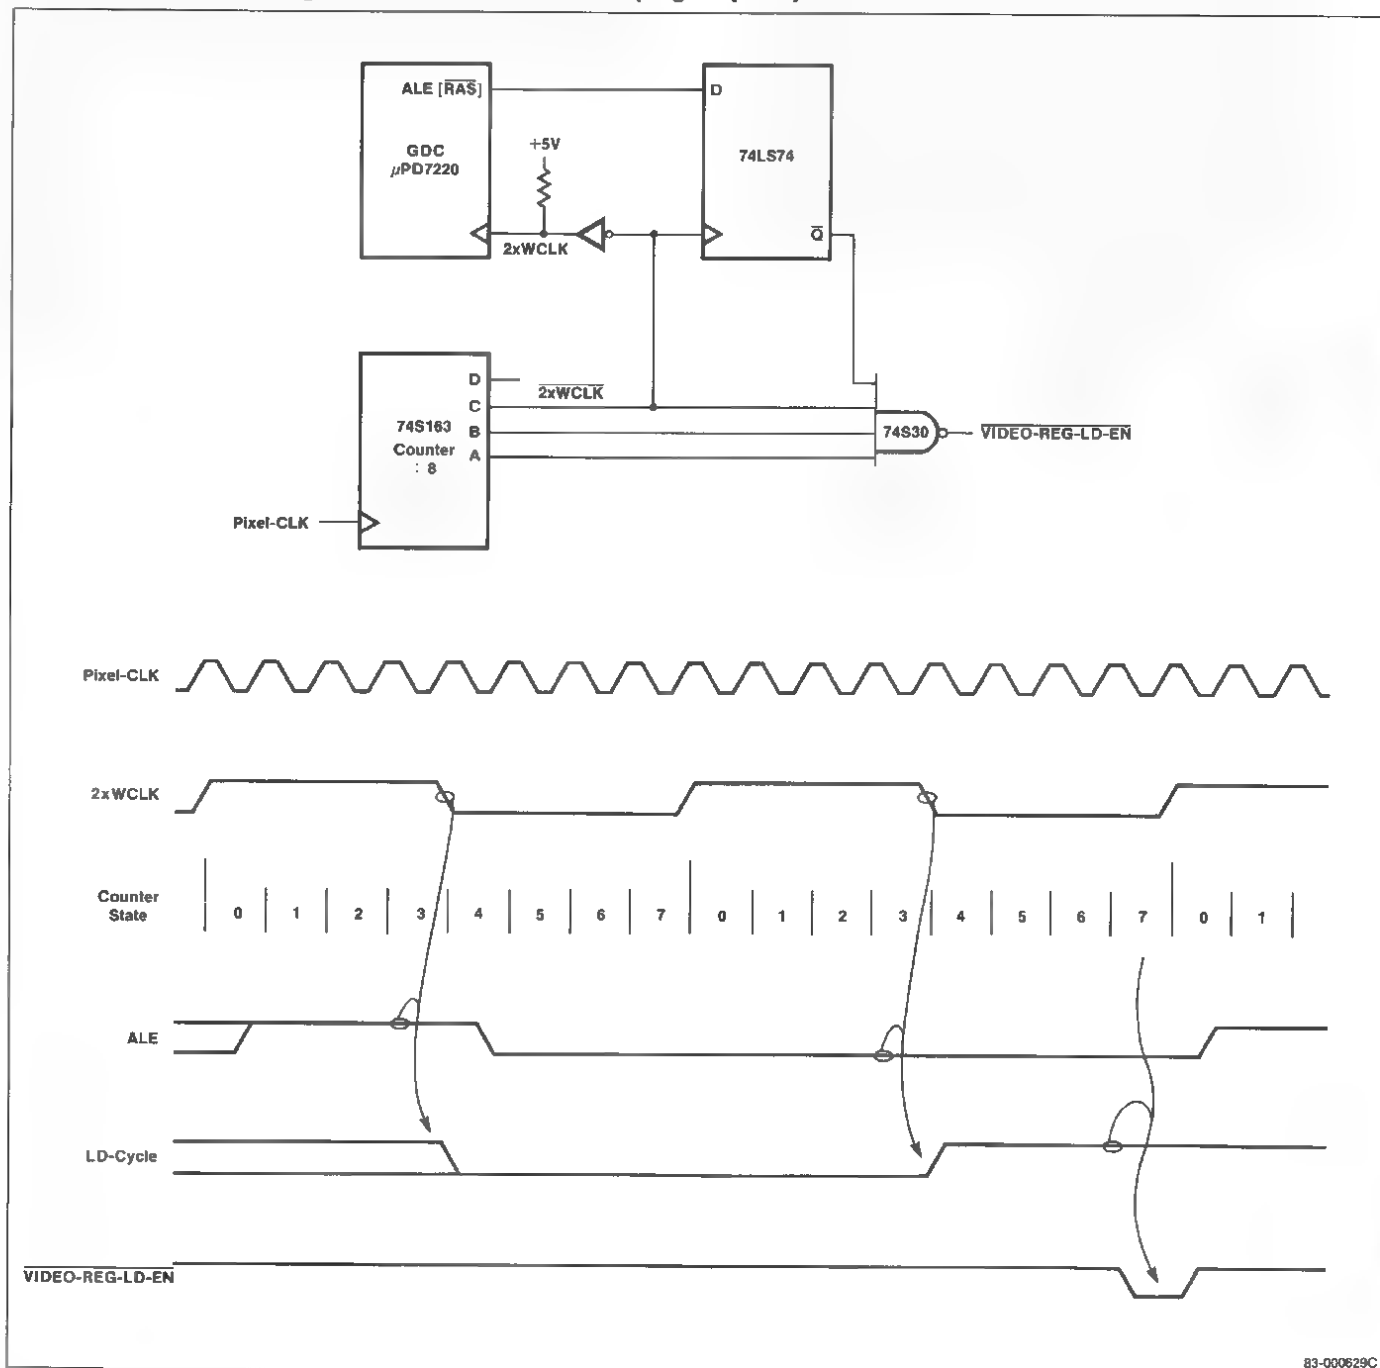 ALE [RAS]
D
GDC
µPD7220
+5V
74LS74
2xWCLK
Q
D
2xWCLK
C
74S163
B
74S30
VIDEO-REG-LD-EN
Counter
A
: 8
Pixel-CLK
Pixel-CLK
2xWCLK
Counter
State
0 1 2 3 4 5 6 7 0 1 2 3 4 5 6 7 0 1
ALE
LD-Cycle
VIDEO-REG-LD-EN
83-000629C